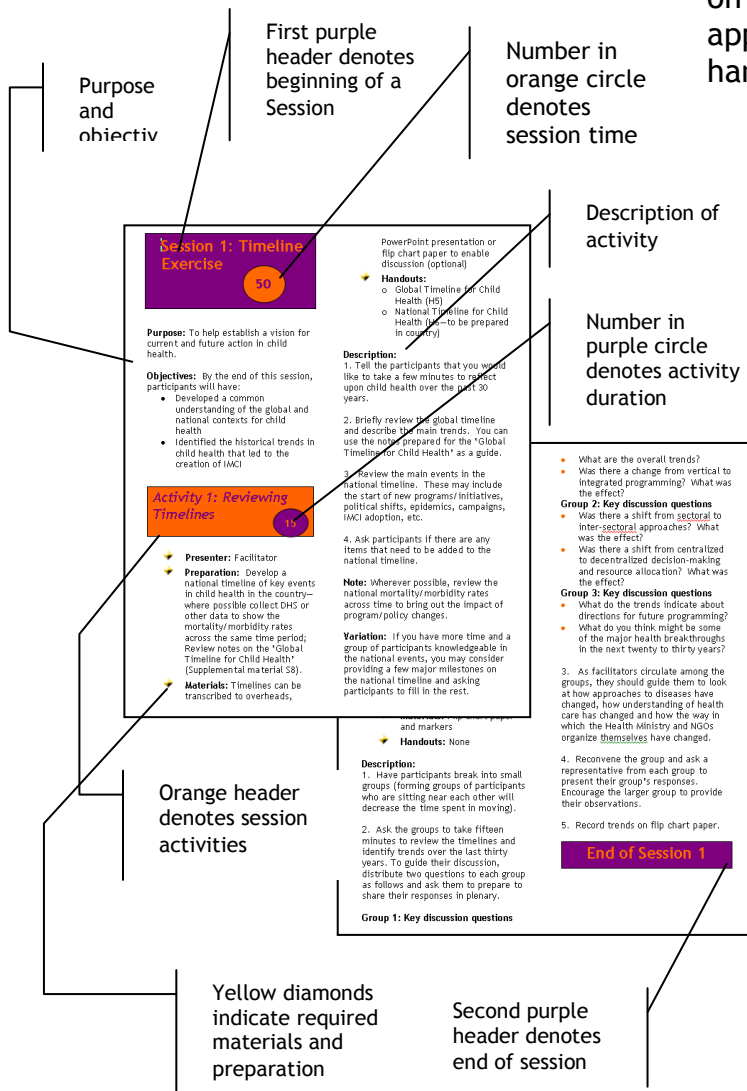 First purple
header denotes
beginning of a
Session
Number in
orange circle
denotes
session time
Purpose
and
Description of
activity
Number in
purple circle
denotes activity
duration
Session 1: Timeline
Exercise
50
Purpose: To help establish a vision for
current and future action in child
health.
Objectives: By the end of this session,
participants will have:
• Developed a common
understanding of the global and
national contexts for child
health
• Identified the historical trends in
child health that led to the
creation of IMCI
Activity 1: Reviewing
Timelines
15
Presenter: Facilitator
Preparation: Develop a
national timeline of key events
in child health in the country—
where possible collect DHS or
other data to show the
mortality/morbidity rates
across the same time period;
Review notes on the 'Global
Timeline for Child Health'
(Supplemental material S8).
Materials: Timelines can be
transcribed to overheads,
PowerPoint presentation or
flip chart paper to enable
discussion (optional)
Handouts:
o Global Timeline for Child
Health (H5)
o National Timeline for Child
Health (H6—to be prepared
in country)
Description:
1. Tell the participants that you would
like to take a few minutes to reflect
upon child health over the past 30
years.
2. Briefly review the global timeline
and describe the main trends. You can
use the notes prepared for the 'Global
Timeline for Child Health' as a guide.
3. Review the main events in the
national timeline. These may include
the start of new programs/initiatives,
political shifts, epidemics, campaigns,
IMCI adoption, etc.
4. Ask participants if there are any
items that need to be added to the
national timeline.
Note: Wherever possible, review the
national mortality/morbidity rates
across time to bring out the impact of
program/policy changes.
Variation: If you have more time and a
group of participants knowledgeable in
the national events, you may consider
providing a few major milestones on
the national timeline and asking
participants to fill in the rest.
and markers
Handouts: None
Description:
1. Have participants break into small
groups (forming groups of participants
who are sitting near each other will
decrease the time spent in moving).
2. Ask the groups to take fifteen
minutes to review the timelines and
identify trends over the last thirty
years. To guide their discussion,
distribute two questions to each group
as follows and ask them to prepare to
share their responses in plenary.
Group 1: Key discussion questions
• What are the overall trends?
• Was there a change from vertical to
integrated programming? What was
the effect?
Group 2: Key discussion questions
• Was there a shift from sectoral to
inter-sectoral approaches? What
was the effect?
• Was there a shift from centralized
to decentralized decision-making
and resource allocation? What was
the effect?
Group 3: Key discussion questions
• What do the trends indicate about
directions for future programming?
• What do you think might be some
of the major health breakthroughs
in the next twenty to thirty years?
3. As facilitators circulate among the
groups, they should guide them to look
at how approaches to diseases have
changed, how understanding of health
care has changed and how the way in
which the Health Ministry and NGOs
organize themselves have changed.
4. Reconvene the group and ask a
representative from each group to
present their group's responses.
Encourage the larger group to provide
their observations.
5. Record trends on flip chart paper.
End of Session 1
Orange header
denotes session
activities
Yellow diamonds
indicate required
materials and
preparation
Second purple
header denotes
end of session